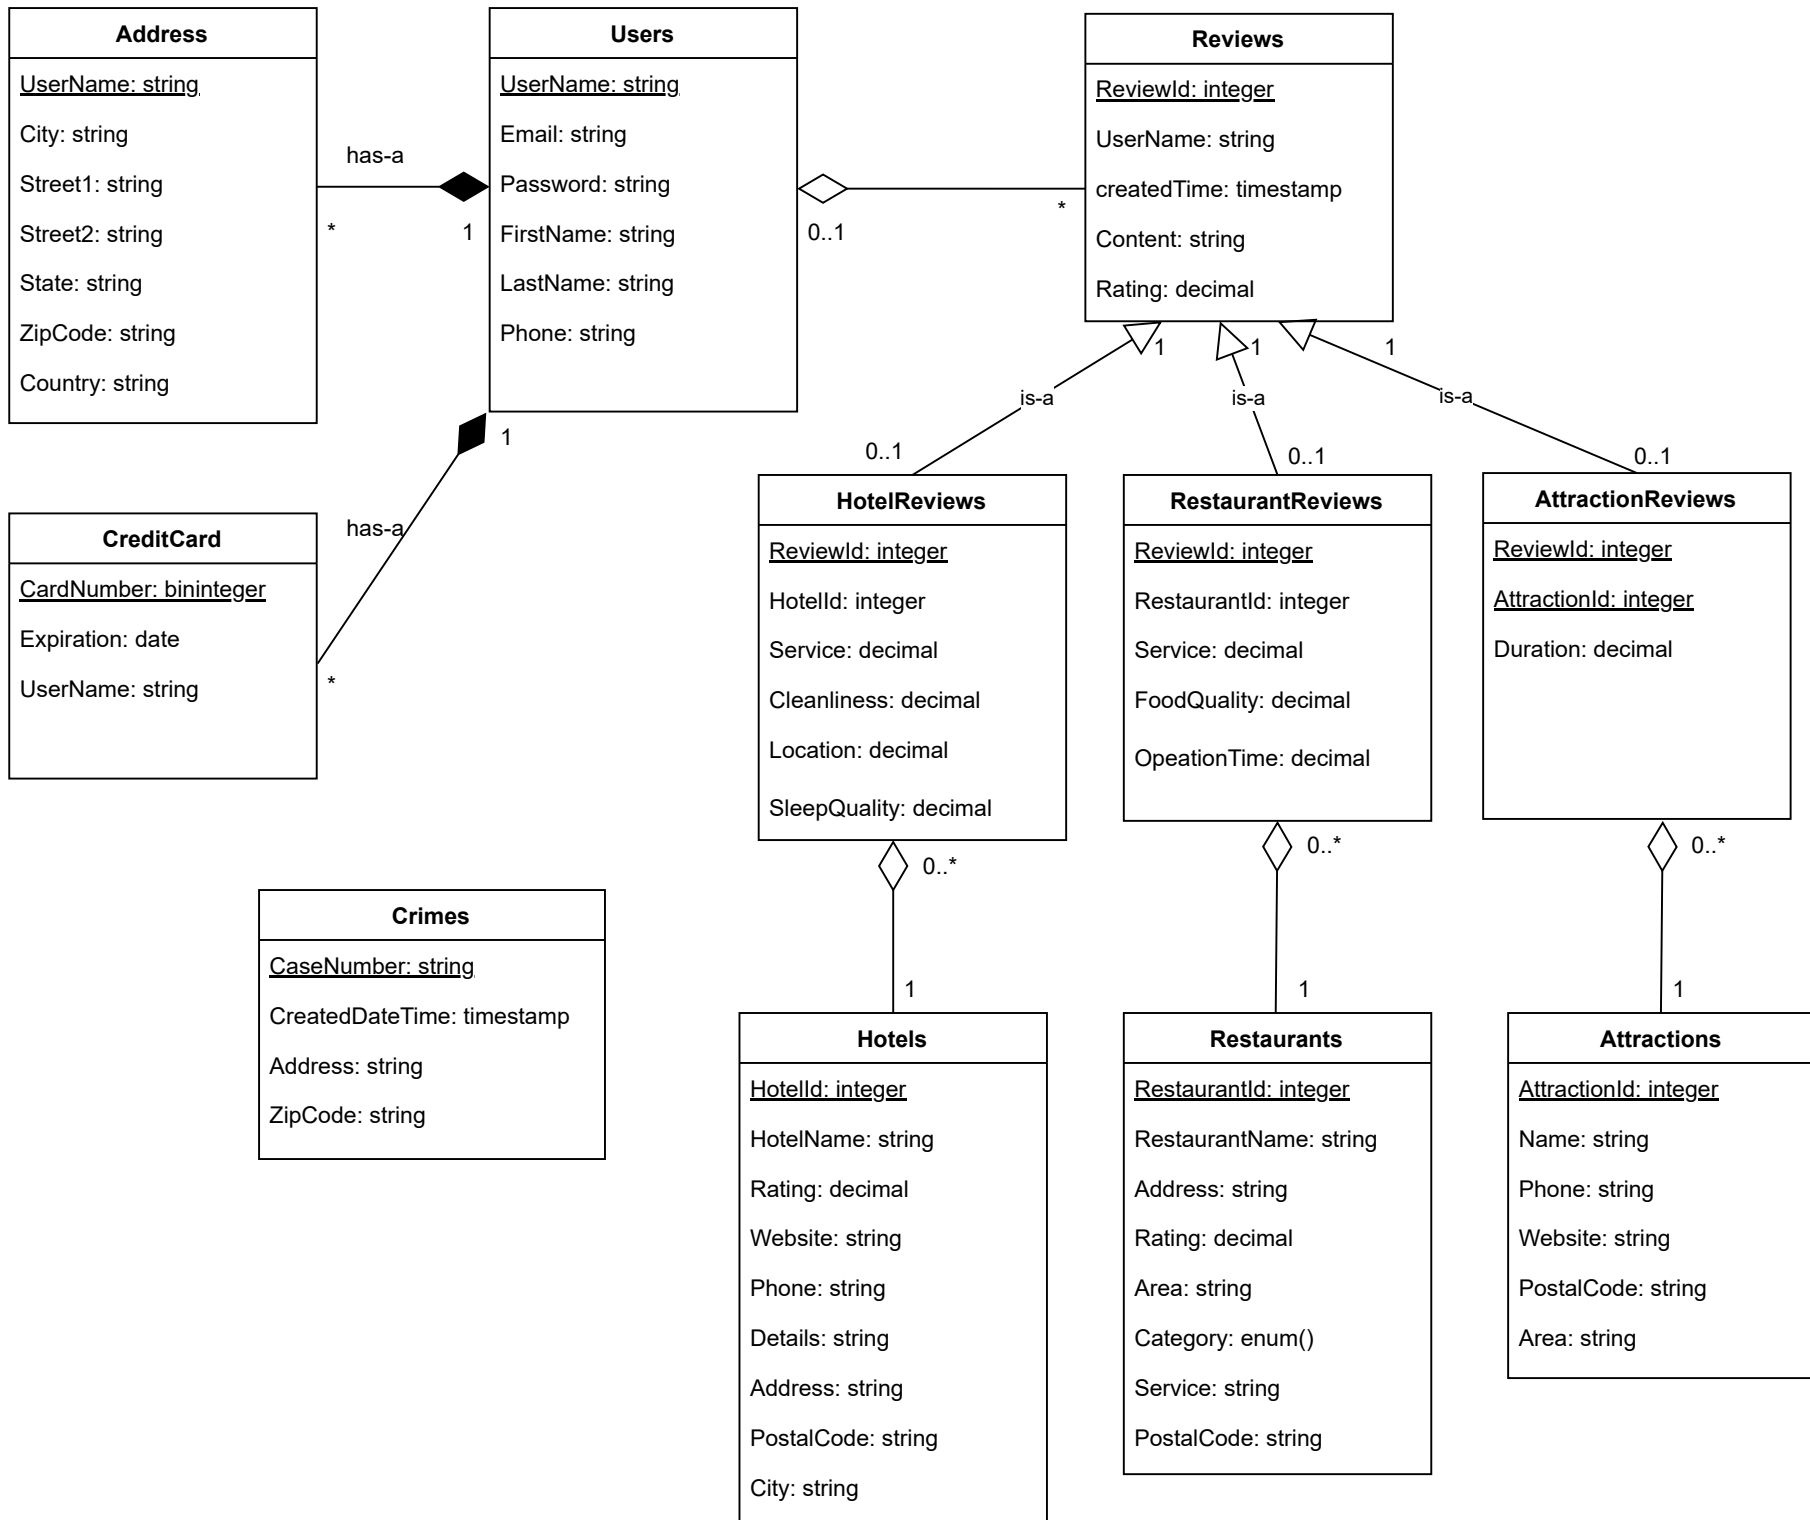 Address
UserName: string
City: string
Street1: string
Street2: string
State: string
ZipCode: string
Country: string
has-a
*
1
Users
UserName: string
Email: string
Password: string
FirstName: string
LastName: string
Phone: string
0..1
*
Reviews
ReviewId: integer
UserName: string
createdTime: timestamp
Content: string
Rating: decimal
1
has-a
*
CreditCard
CardNumber: bininteger
Expiration: date
UserName: string
1
is-a
0..1
1
is-a
0..1
1
is-a
0..1
HotelReviews
ReviewId: integer
HotelId: integer
Service: decimal
Cleanliness: decimal
Location: decimal
SleepQuality: decimal
0..*
1
RestaurantReviews
ReviewId: integer
RestaurantId: integer
Service: decimal
FoodQuality: decimal
OpeationTime: decimal
0..*
1
AttractionReviews
ReviewId: integer
AttractionId: integer
Duration: decimal
0..*
1
Crimes
CaseNumber: string
CreatedDateTime: timestamp
Address: string
ZipCode: string
Hotels
HotelId: integer
HotelName: string
Rating: decimal
Website: string
Phone: string
Details: string
Address: string
PostalCode: string
City: string
Restaurants
RestaurantId: integer
RestaurantName: string
Address: string
Rating: decimal
Area: string
Category: enum()
Service: string
PostalCode: string
Attractions
AttractionId: integer
Name: string
Phone: string
Website: string
PostalCode: string
Area: string